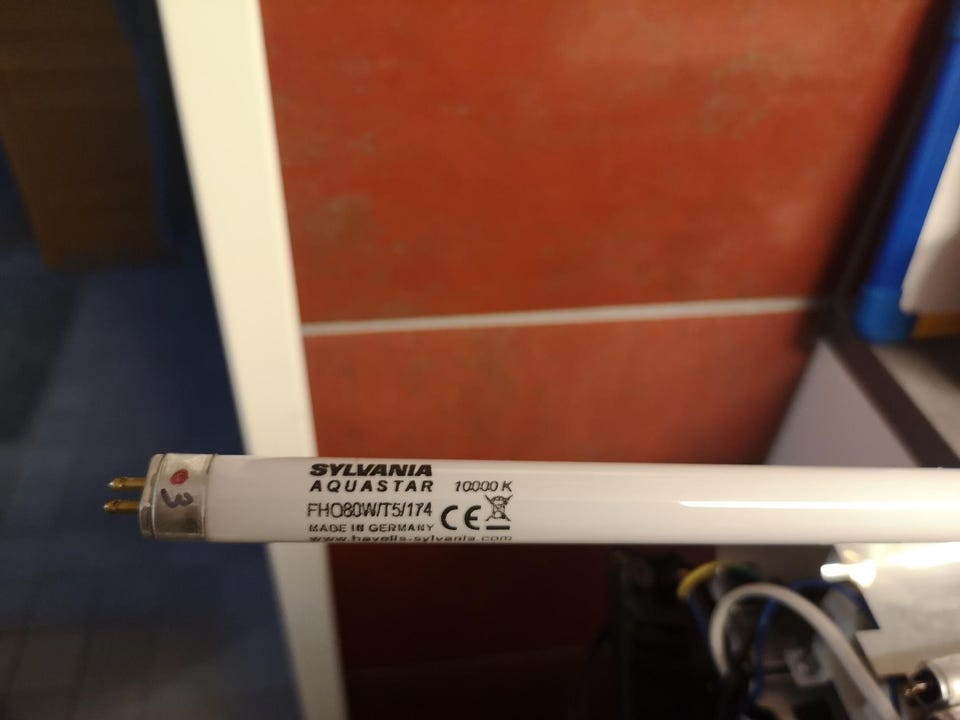 SYLVANIA
AQUASTAR 10000 K
FHO80W/T5/174 CE
MADE IN GERMANY
www.havells-sylvania.com
3